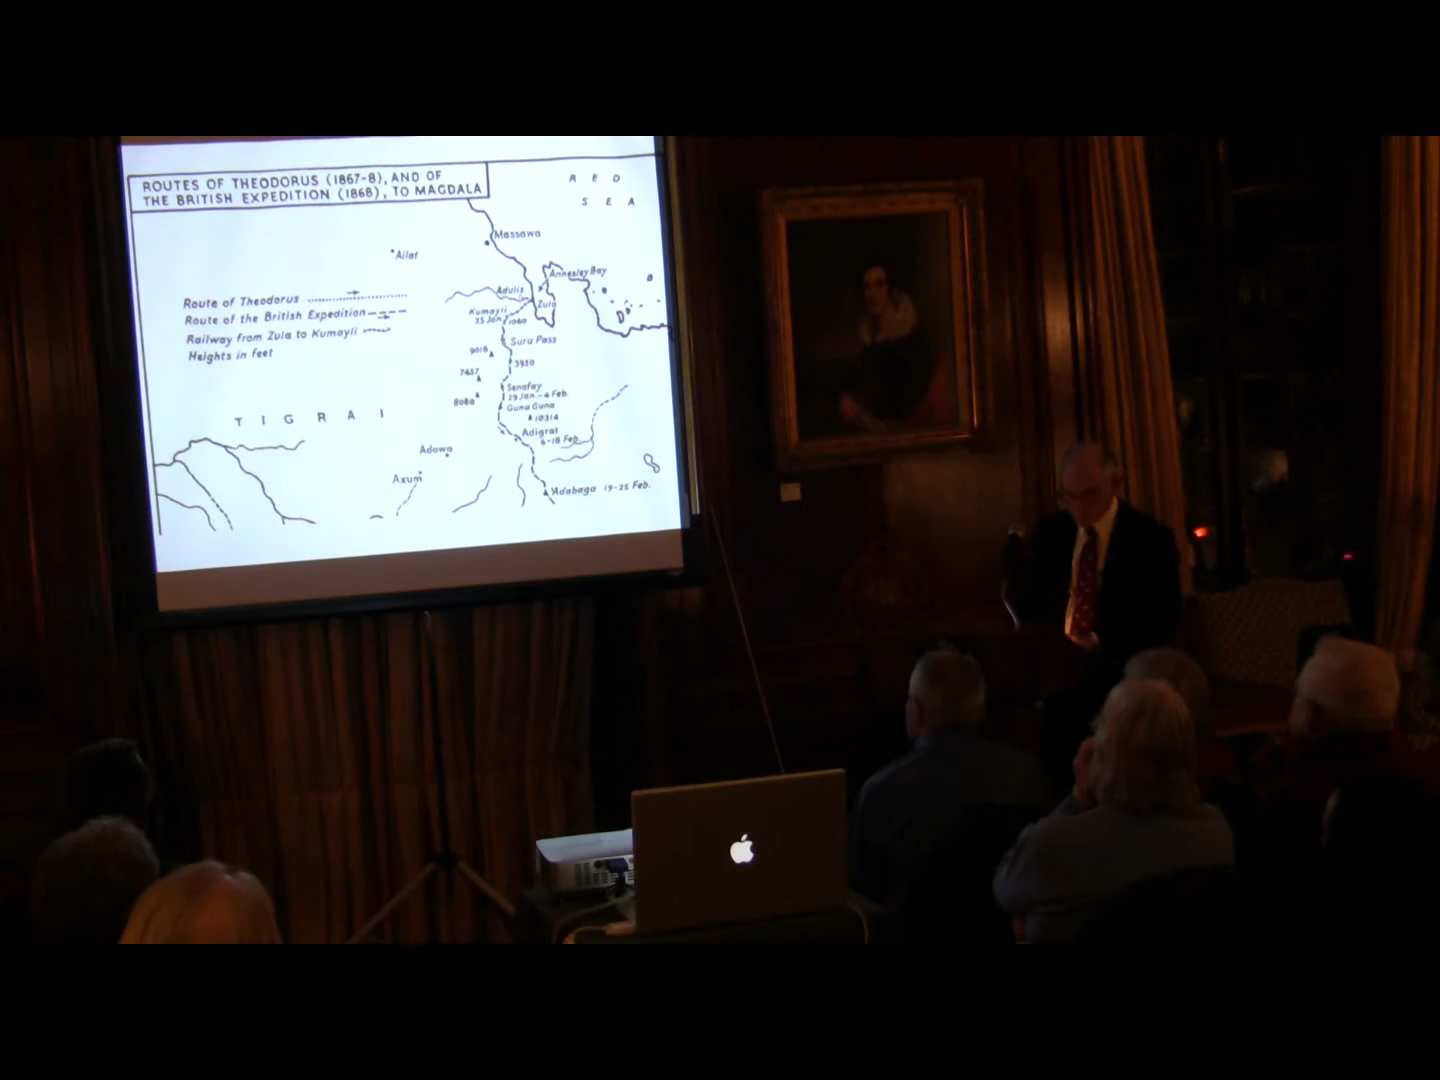 ROUTES OF THEODORUS (1867-8), AND OF
THE BRITISH EXPEDITION (1868), TO MAGDALA
RED
SEA
Massawa
Ailet
Annesley Bay
Adulis
Zula
Route of Theodorus
Route of the British Expedition
Railway from Zula to Kumayli
Heights in feet
Kumayli
25 Jan.
1060
Suru Pass
9016
3350
7457
8080
Senafay
29 Jan.-4 Feb.
Guna Guna
10314
TIGRAI
Adigrat
6-18 Feb.
Adowa
Axum
Adabaga 19-25 Feb.